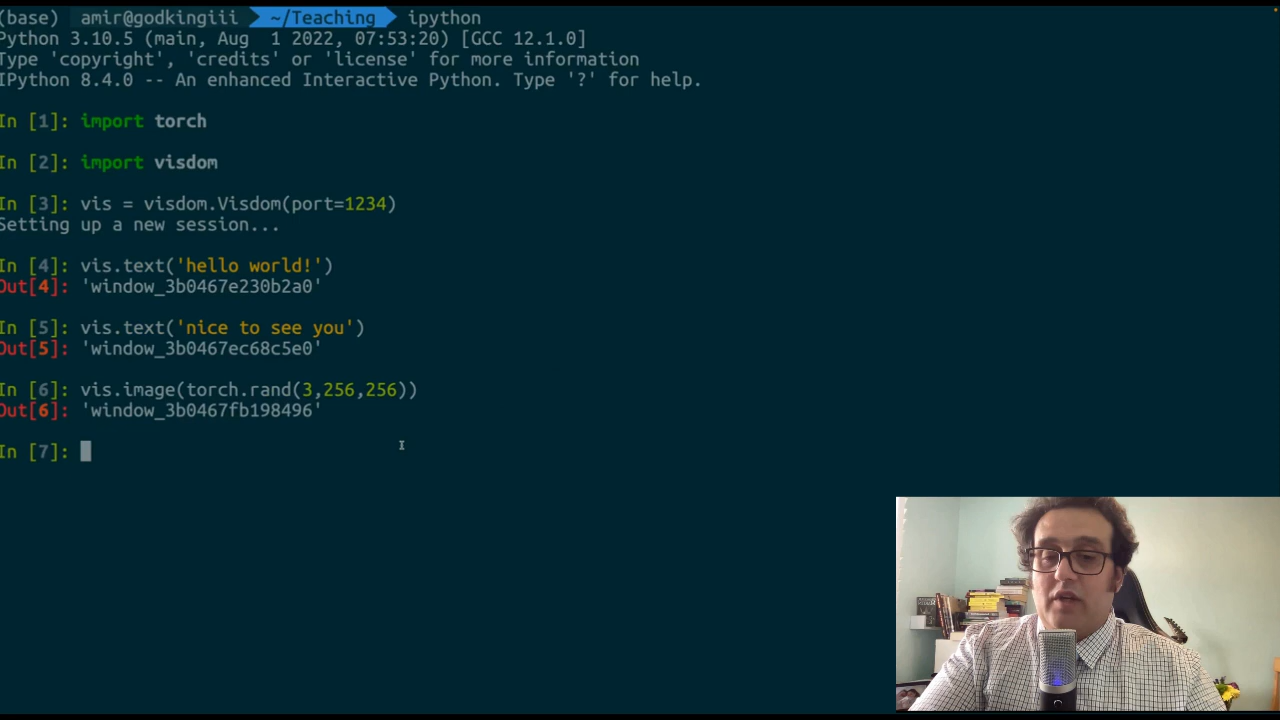 (base) amir@godkingiii ~/Teaching ipython
Python 3.10.5 (main, Aug  1 2022, 07:53:20) [GCC 12.1.0]
Type 'copyright', 'credits' or 'license' for more information
IPython 8.4.0 -- An enhanced Interactive Python. Type '?' for help.
In [1]: import torch
In [2]: import visdom
In [3]: vis = visdom.Visdom(port=1234)
Setting up a new session...
In [4]: vis.text('hello world!')
Out[4]: 'window_3b0467e230b2a0'
In [5]: vis.text('nice to see you')
Out[5]: 'window_3b0467ec68c5e0'
In [6]: vis.image(torch.rand(3,256,256))
Out[6]: 'window_3b0467fb198496'
In [7]: